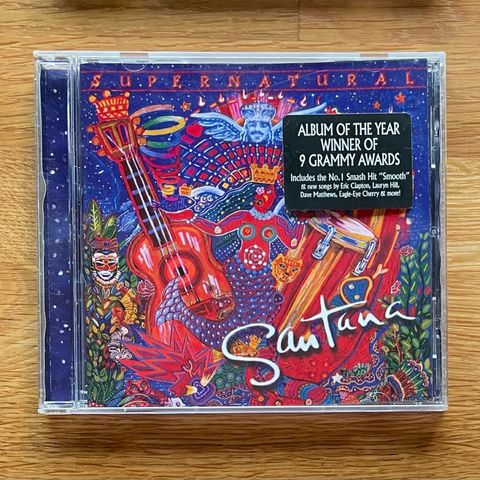 SUPERNATURAL
ALBUM OF THE YEAR
WINNER OF
9 GRAMMY AWARDS
Includes the No.1 Smash Hit "Smooth"
& new songs by Eric Clapton, Lauryn Hill,
Dave Matthews, Eagle-Eye Cherry & more!
Santana